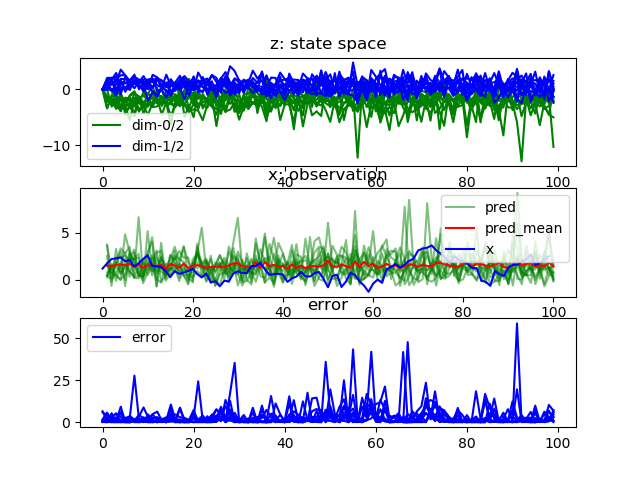 z: state space
0
−10
dim-0/2
dim-1/2
0 20 40 60 80 100
x: observation
5
0
pred
pred_mean
x
0 20 40 60 80 100
error
50
25
0
error
0 20 40 60 80 100